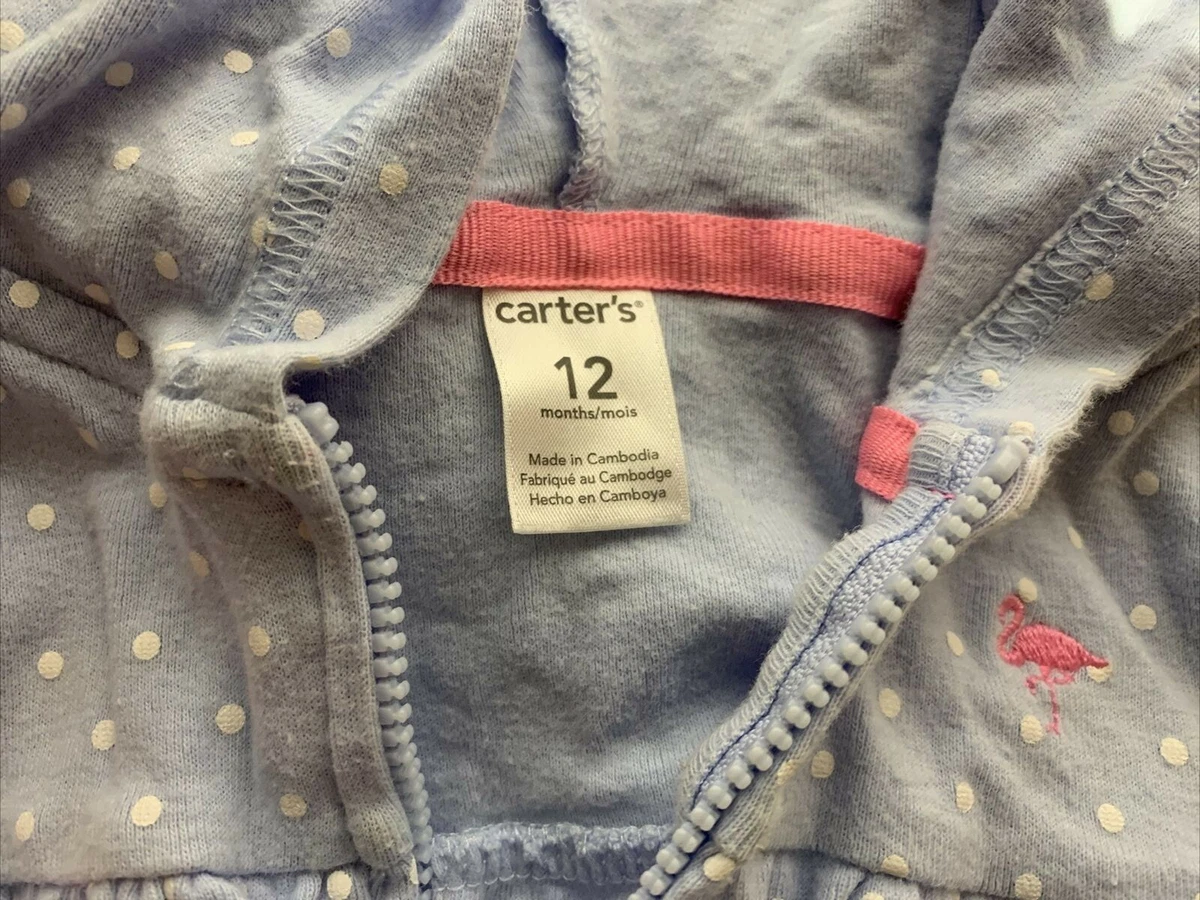 carter's®
12
months/mois
Made in Cambodia
Fabriqué au Cambodge
Hecho en Camboya